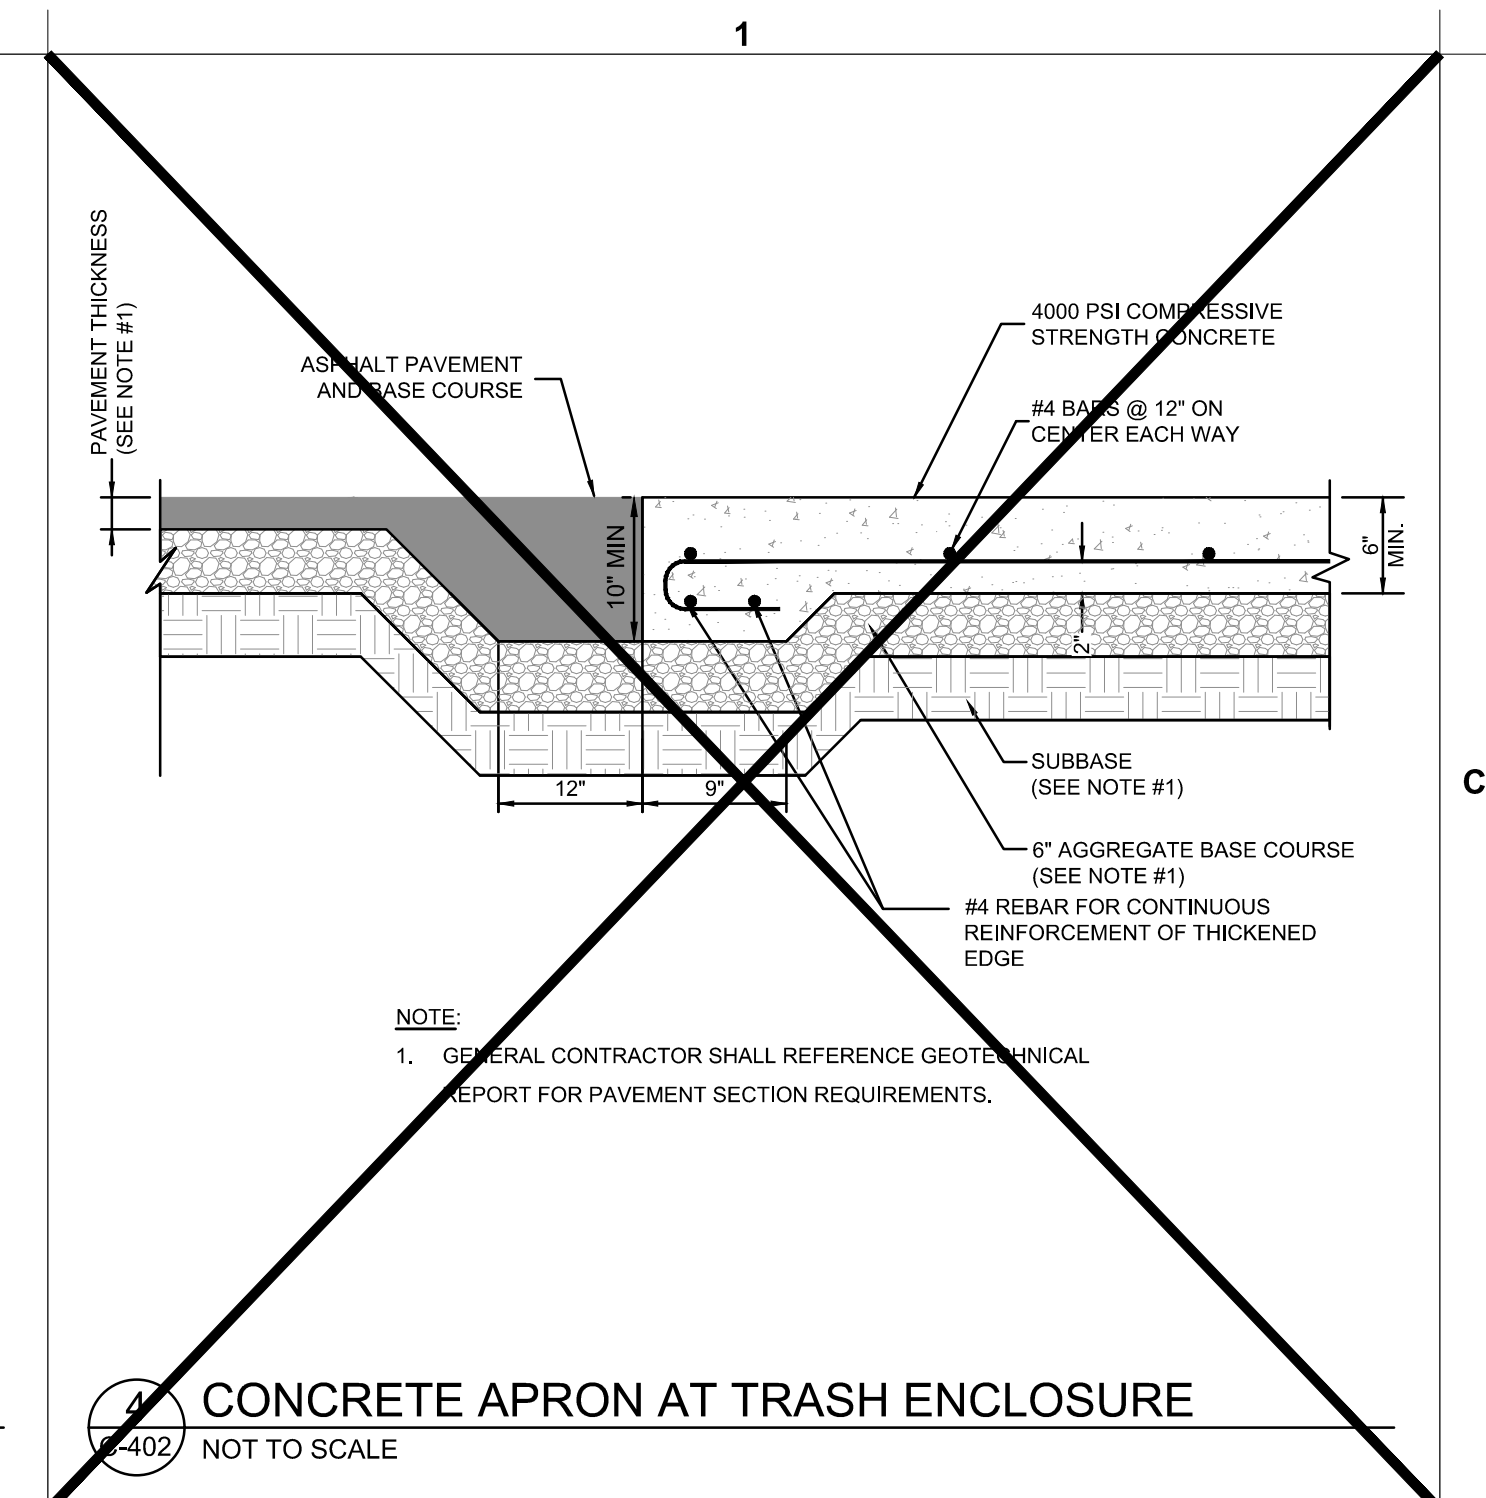 1
PAVEMENT THICKNESS
(SEE NOTE #1)
ASPHALT PAVEMENT
AND BASE COURSE
4000 PSI COMPRESSIVE
STRENGTH CONCRETE
#4 BARS @ 12" ON
CENTER EACH WAY
10" MIN
6"
MIN.
2"
12"
9"
SUBBASE
(SEE NOTE #1)
C
6" AGGREGATE BASE COURSE
(SEE NOTE #1)
#4 REBAR FOR CONTINUOUS
REINFORCEMENT OF THICKENED
EDGE
NOTE:
1. GENERAL CONTRACTOR SHALL REFERENCE GEOTECHNICAL
REPORT FOR PAVEMENT SECTION REQUIREMENTS.
4
C-402
CONCRETE APRON AT TRASH ENCLOSURE
NOT TO SCALE